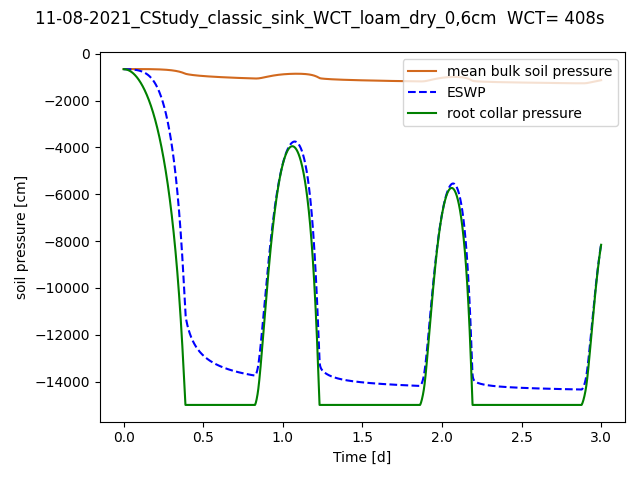 11-08-2021_CStudy_classic_sink_WCT_loam_dry_0,6cm  WCT= 408s
mean bulk soil pressure
ESWP
root collar pressure
soil pressure [cm]
0
−2000
−4000
−6000
−8000
−10000
−12000
−14000
0.0 0.5 1.0 1.5 2.0 2.5 3.0
Time [d]